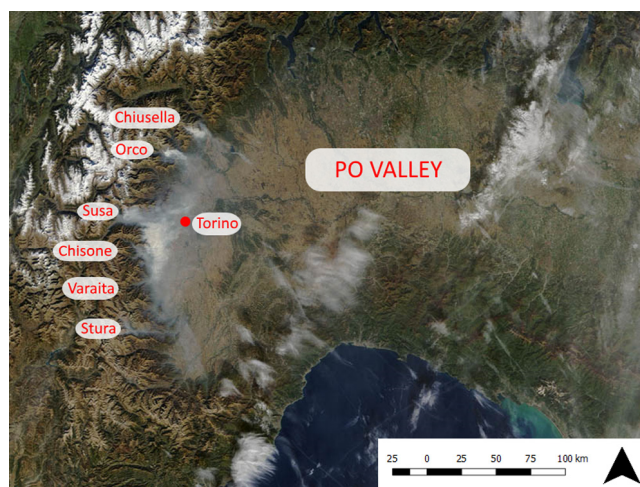 Chiusella
Orco
PO VALLEY
Susa
Torino
Chisone
Varaita
Stura
25 0 25 50 75 100 km